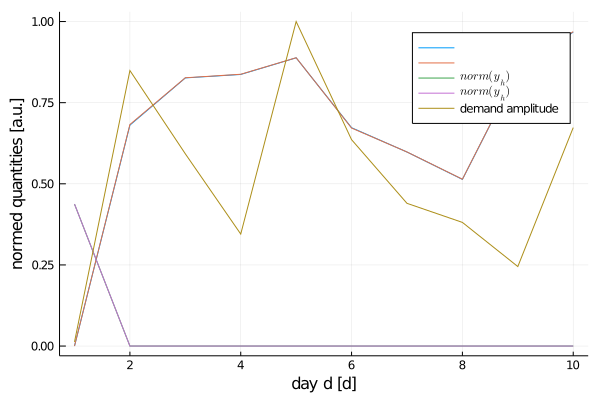 1.00
norm(y_h)
norm(y_h)
demand amplitude
0.75
0.50
0.25
0.00
normed quantities [a.u.]
2
4
6
8
10
day d [d]